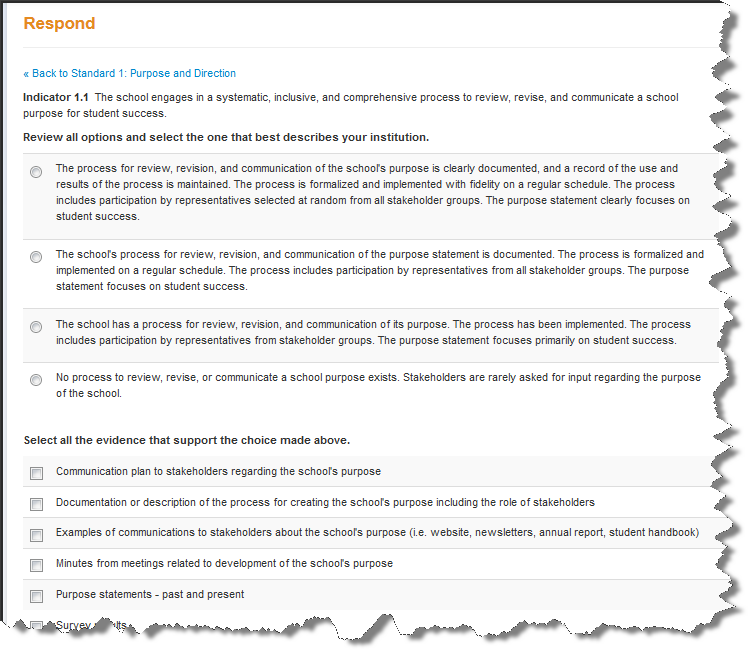 Respond
« Back to Standard 1: Purpose and Direction
Indicator 1.1 The school engages in a systematic, inclusive, and comprehensive process to review, revise, and communicate a school
purpose for student success.
Review all options and select the one that best describes your institution.
The process for review, revision, and communication of the school's purpose is clearly documented, and a record of the use and
results of the process is maintained. The process is formalized and implemented with fidelity on a regular schedule. The process
includes participation by representatives selected at random from all stakeholder groups. The purpose statement clearly focuses on
student success.
The school's process for review, revision, and communication of the purpose statement is documented. The process is formalized and
implemented on a regular schedule. The process includes participation by representatives from all stakeholder groups. The purpose
statement focuses on student success.
The school has a process for review, revision, and communication of its purpose. The process has been implemented. The process
includes participation by representatives from stakeholder groups. The purpose statement focuses primarily on student success.
No process to review, revise, or communicate a school purpose exists. Stakeholders are rarely asked for input regarding the purpose
of the school.
Select all the evidence that support the choice made above.
Communication plan to stakeholders regarding the school's purpose
Documentation or description of the process for creating the school's purpose including the role of stakeholders
Examples of communications to stakeholders about the school's purpose (i.e. website, newsletters, annual report, student handbook)
Minutes from meetings related to development of the school's purpose
Purpose statements - past and present
Survey